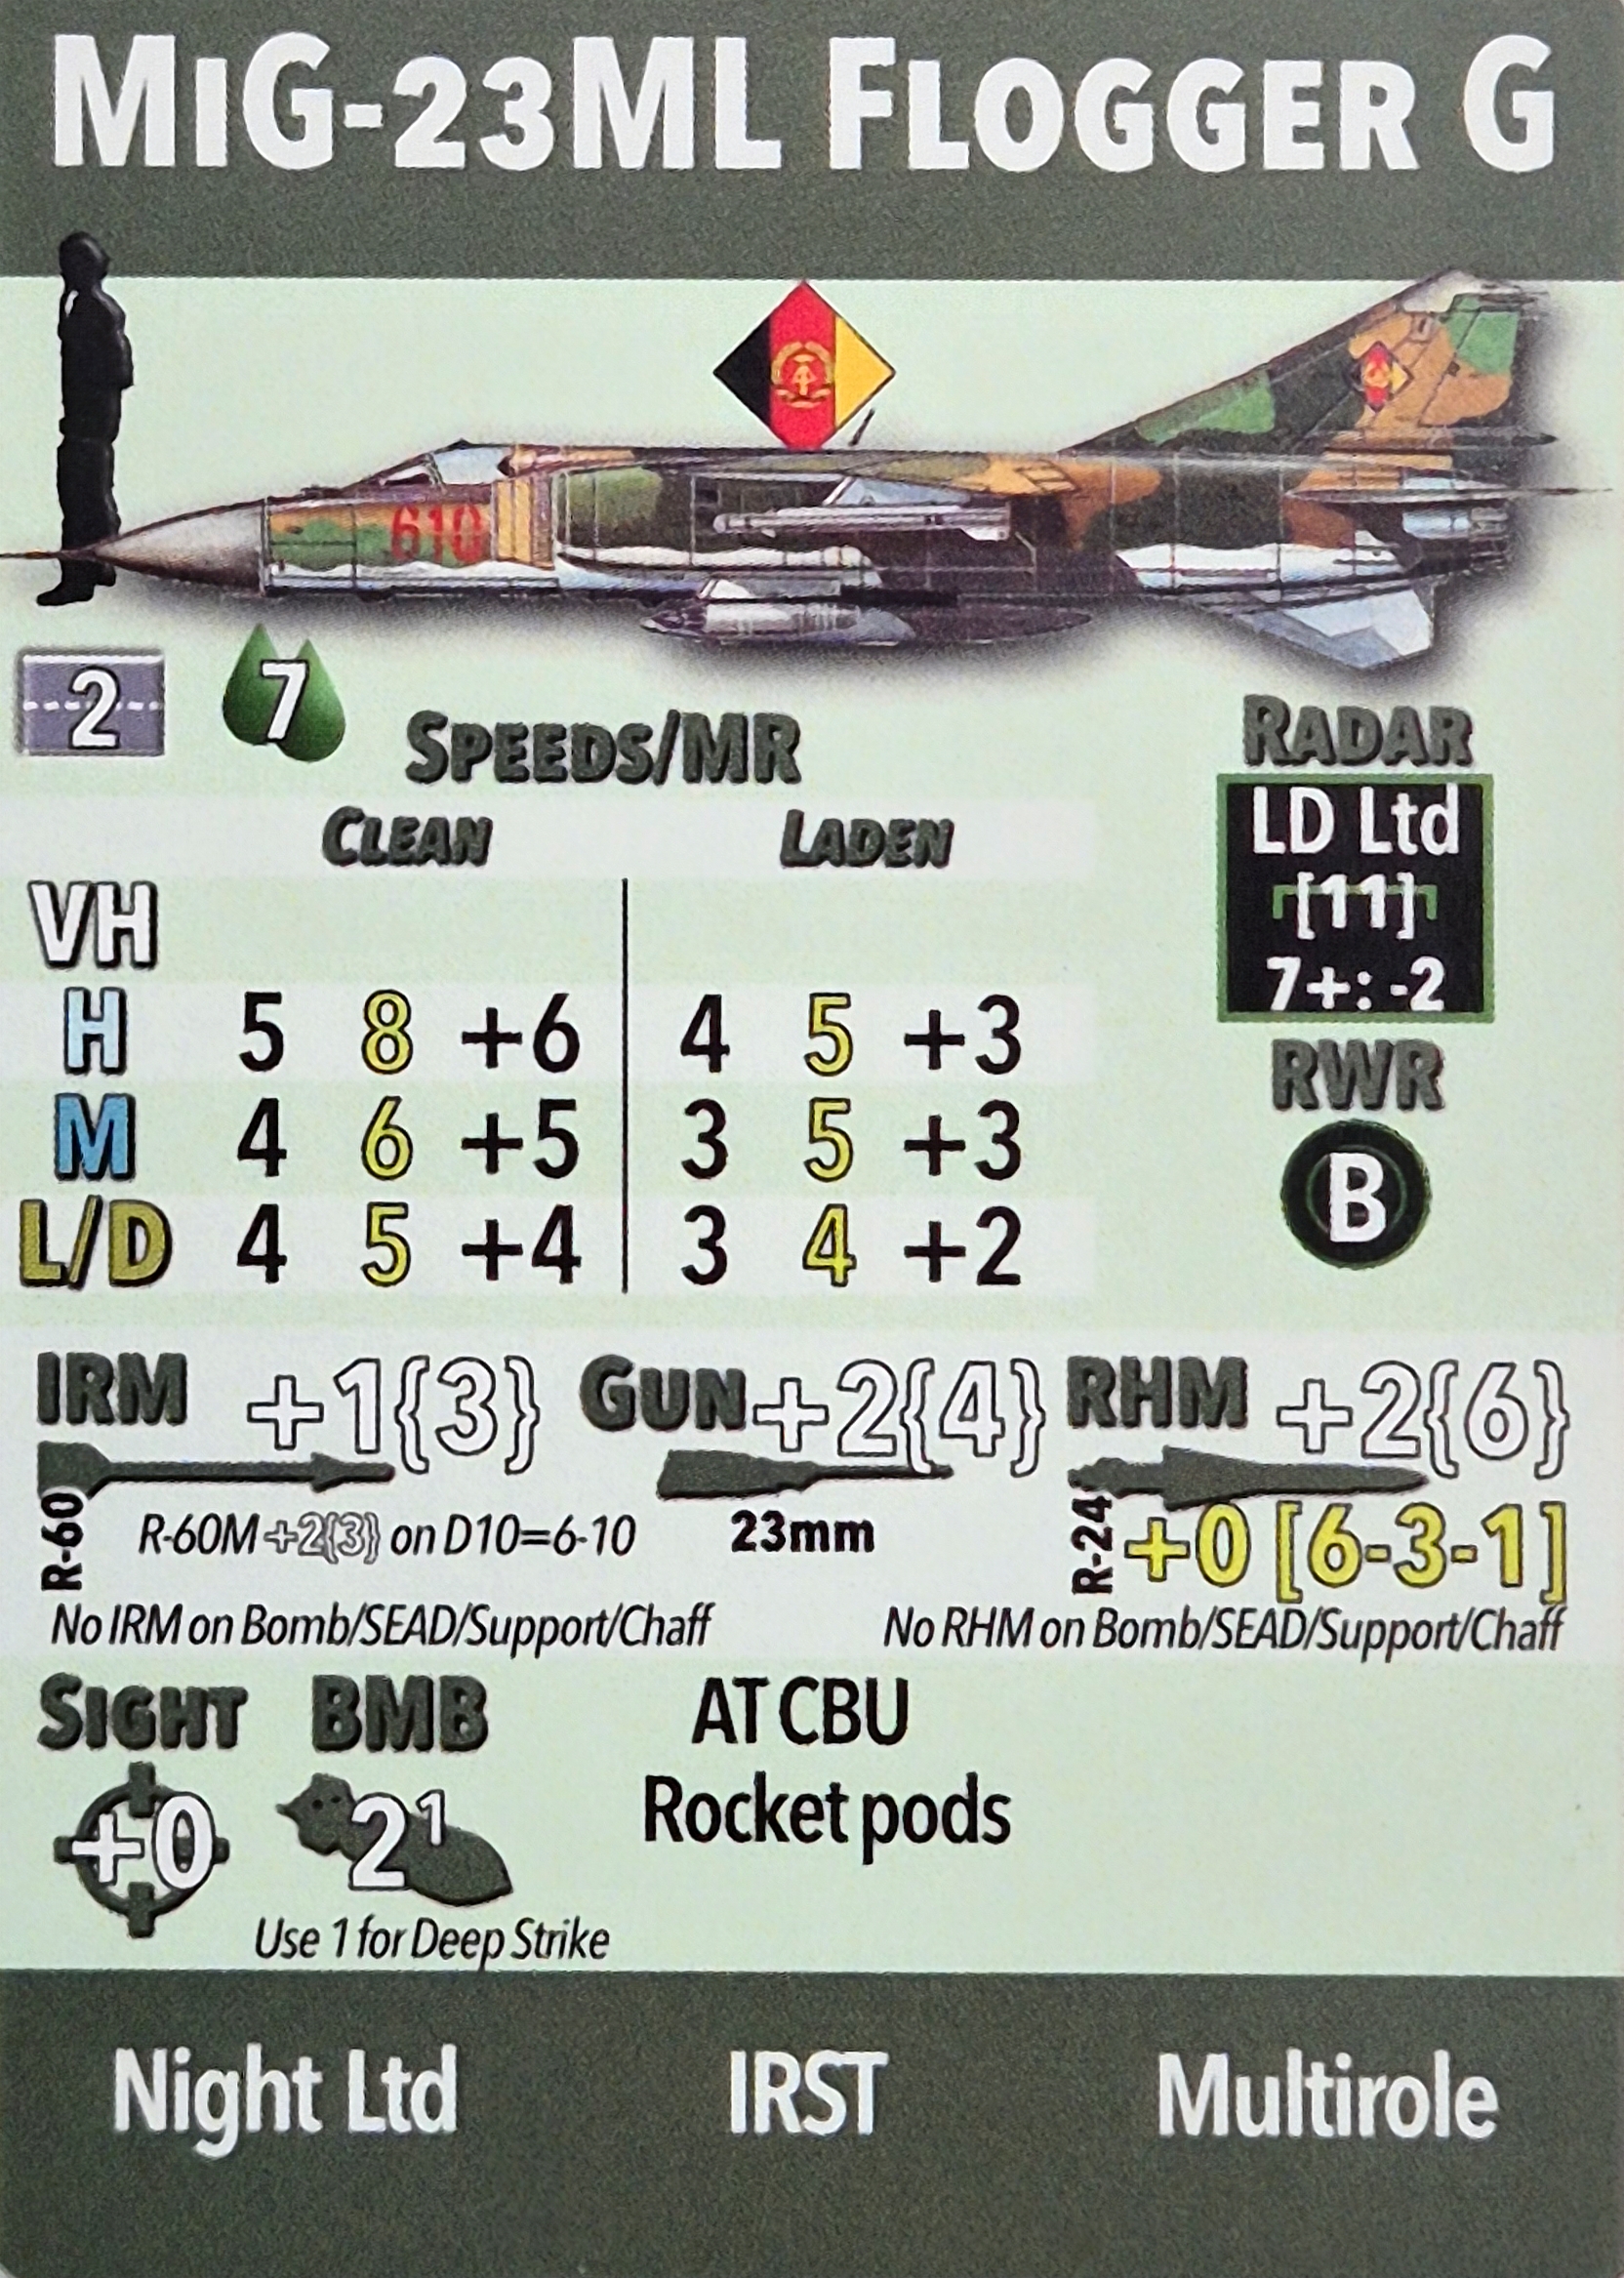 MIG-23ML FLOGGER G
610
2 7
SPEEDS/MR
RADAR
CLEAN LADEN
LD Ltd
[11]
7+: -2
VH
H 5 8 +6 4 5 +3
M 4 6 +5 3 5 +3
L/D 4 5 +4 3 4 +2
RWR
B
IRM +1{3} GUN +2{4} RHM +2{6}
R-60 R-60M +2{3} on D10=6-10 23mm R-24 +0 [6-3-1]
No IRM on Bomb/SEAD/Support/Chaff No RHM on Bomb/SEAD/Support/Chaff
SIGHT BMB AT CBU
+0 2¹ Rocket pods
Use 1 for Deep Strike
Night Ltd IRST Multirole